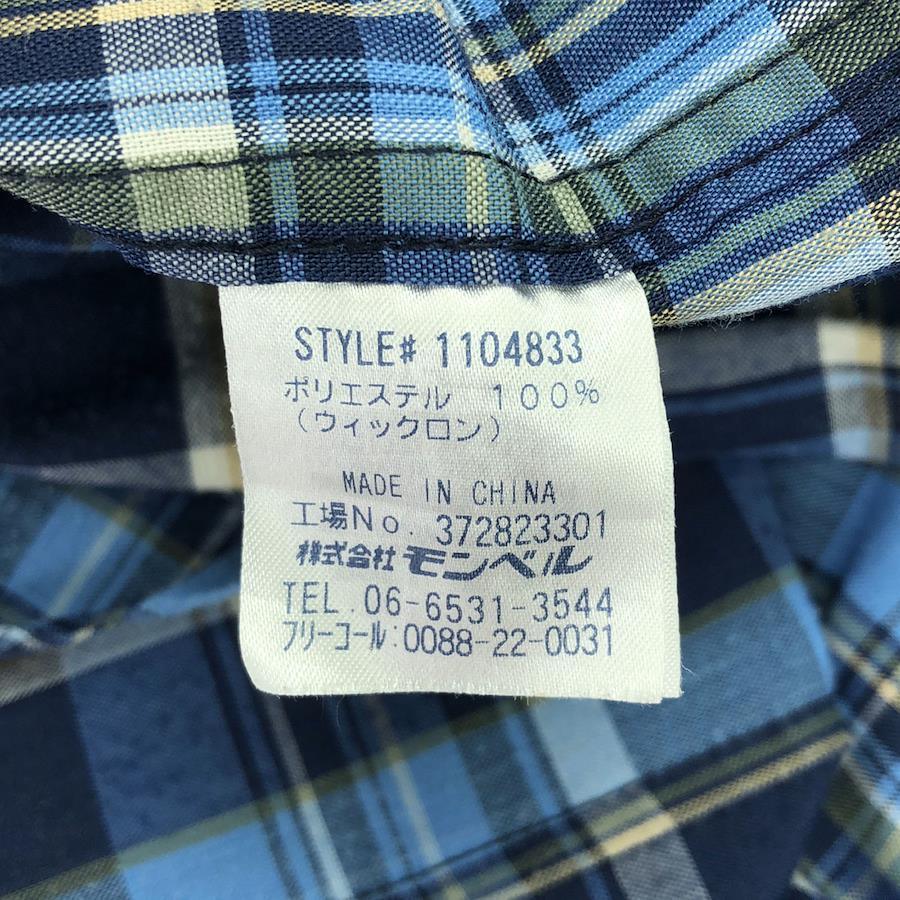 STYLE# 1104833
ポリエステル 100%
(ウィックロン)
MADE IN CHINA
工場No. 372823301
株式会社 モンベル
TEL.06-6531-3544
フリーコール:0088-22-0031